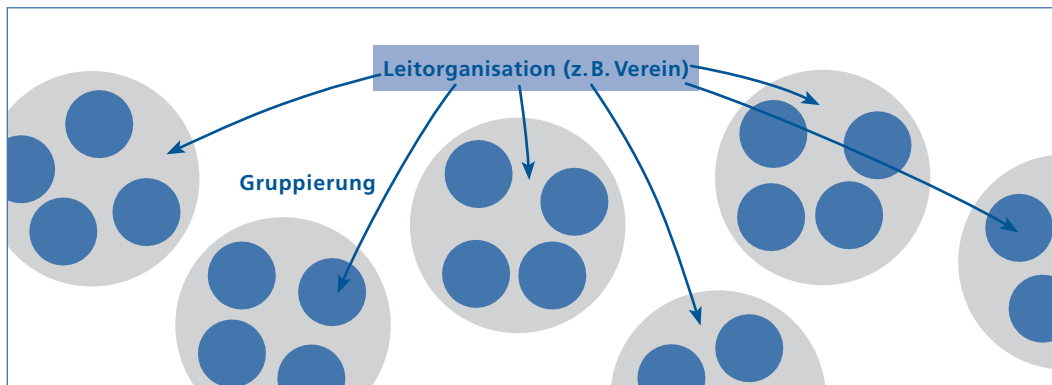 Leitorganisation (z. B. Verein)
Gruppierung